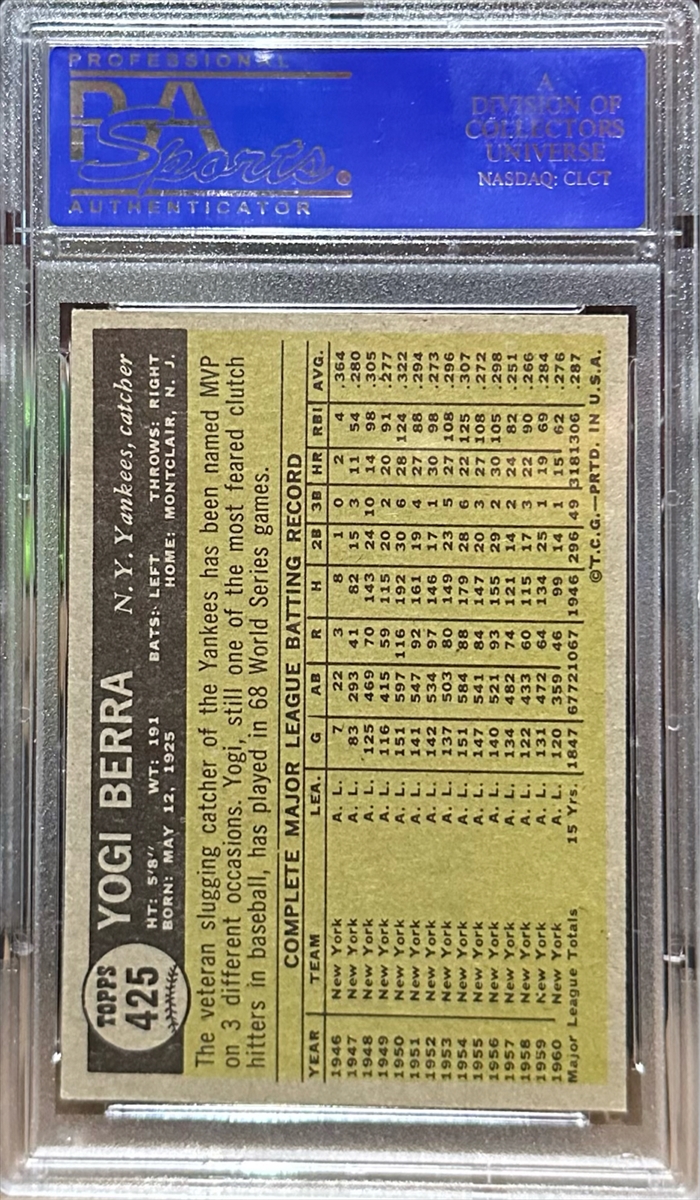 PROFESSIONAL
PSA
Sports
AUTHENTICATOR
A
DIVISION OF
COLLECTORS
UNIVERSE
NASDAQ: CLCT
TOPPS
425
YOGI BERRA N.Y. Yankees, catcher
HT: 5'8" WT: 191 BATS: LEFT THROWS: RIGHT
BORN: MAY 12, 1925 HOME: MONTCLAIR, N. J.
The veteran slugging catcher of the Yankees has been named MVP
on 3 different occasions. Yogi, still one of the most feared clutch
hitters in baseball, has played in 68 World Series games.
COMPLETE MAJOR LEAGUE BATTING RECORD
YEAR TEAM LEA. G AB R H 2B 3B HR RBI AVG.
1946 New York A. L. 7 22 3 8 1 0 2 4 .364
1947 New York A. L. 83 293 41 82 15 3 11 54 .280
1948 New York A. L. 125 469 70 143 24 10 14 98 .305
1949 New York A. L. 116 415 59 115 20 2 20 91 .277
1950 New York A. L. 151 597 116 192 30 6 28 124 .322
1951 New York A. L. 141 547 92 161 19 4 27 88 .294
1952 New York A. L. 142 534 97 146 17 1 30 98 .273
1953 New York A. L. 137 503 80 149 23 5 27 108 .296
1954 New York A. L. 151 584 88 179 28 6 22 125 .307
1955 New York A. L. 147 541 84 147 20 3 27 108 .272
1956 New York A. L. 140 521 93 155 29 2 30 105 .298
1957 New York A. L. 134 482 74 121 14 2 24 82 .251
1958 New York A. L. 122 433 60 115 17 3 22 90 .266
1959 New York A. L. 131 472 64 134 25 1 19 69 .284
1960 New York A. L. 120 359 46 99 14 1 15 62 .276
Major League Totals 15 Yrs. 1847 6772 1067 1946 296 49 318 1306 .287
©T.C.G.—PRTD. IN U.S.A.